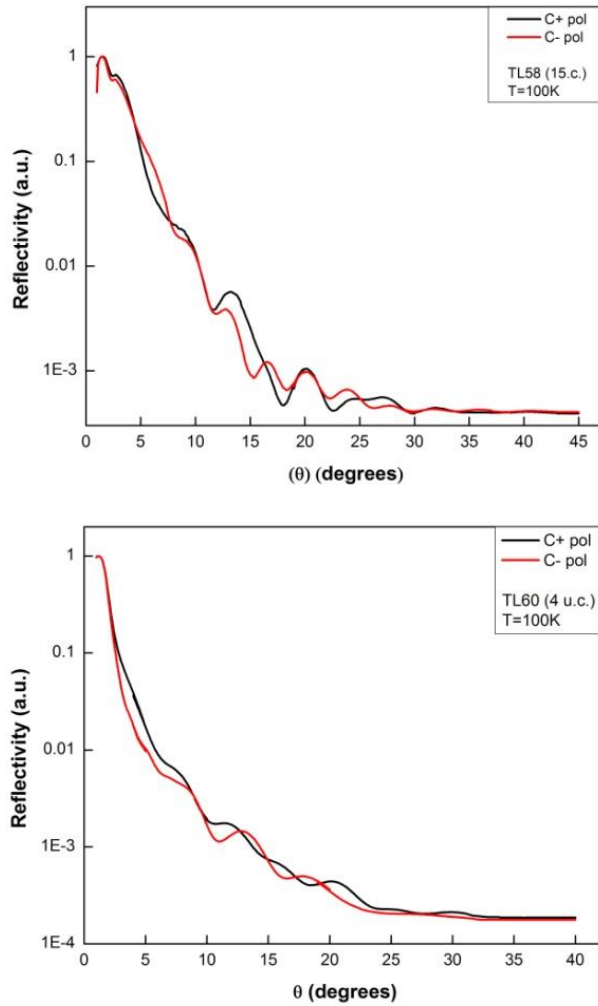 C+ pol
C- pol
TL58 (15.c.)
T=100K
Reflectivity (a.u.)
1
0.1
0.01
1E-3
0 5 10 15 20 25 30 35 40 45
(θ) (degrees)
C+ pol
C- pol
TL60 (4 u.c.)
T=100K
Reflectivity (a.u.)
1
0.1
0.01
1E-3
1E-4
0 5 10 15 20 25 30 35 40
θ (degrees)